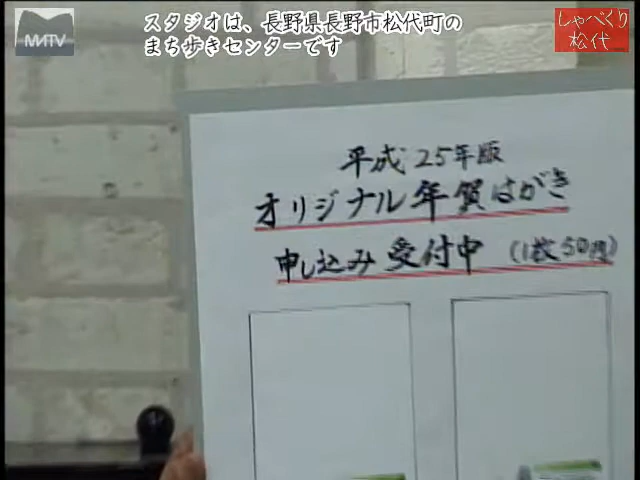 スタジオは、長野県長野市松代町の
まち歩きセンターです
MATV
しゃべくり
松代
平成25年版
オリジナル年賀はがき
申し込み受付中 (1枚50円)